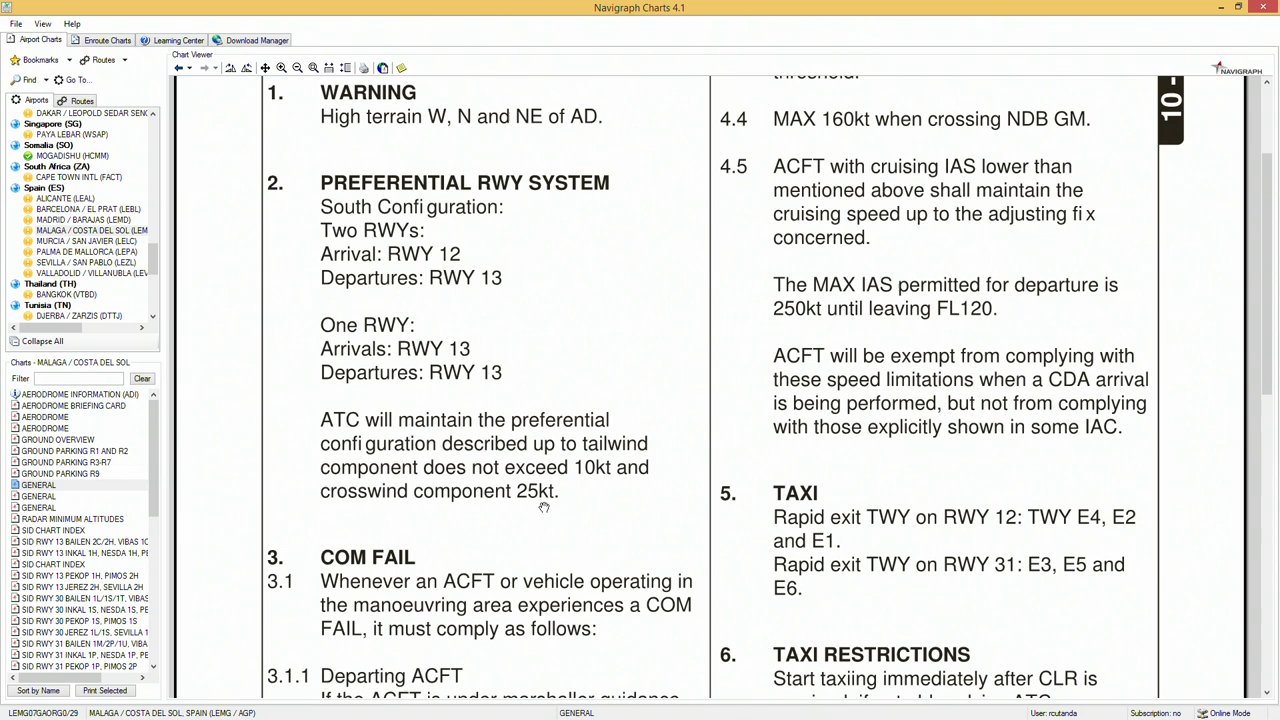 Navigraph Charts 4.1
File View Help
Airport Charts Enroute Charts Learning Center Download Manager
Bookmarks Routes
Find Go To...
Airports Routes
DAKAR / LEOPOLD SEDAR SENG
Singapore (SG)
PAYA LEBAR (WSAP)
Somalia (SO)
MOGADISHU (HCMM)
South Africa (ZA)
CAPE TOWN INTL (FACT)
Spain (ES)
ALICANTE (LEAL)
BARCELONA / EL PRAT (LEBL)
MADRID / BARAJAS (LEMD)
MALAGA / COSTA DEL SOL (LEM
MURCIA / SAN JAVIER (LELC)
PALMA DE MALLORCA (LEPA)
SEVILLA / SAN PABLO (LEZL)
VALLADOLID / VILLANUBLA (LEV
Thailand (TH)
BANGKOK (VTBD)
Tunisia (TN)
DJERBA / ZARZIS (DTTJ)
Collapse All
Charts - MALAGA / COSTA DEL SOL
Filter Clear
AERODROME INFORMATION (ADI)
AERODROME BRIEFING CARD
AERODROME
AERODROME
GROUND OVERVIEW
GROUND PARKING R1 AND R2
GROUND PARKING R3-R7
GROUND PARKING R9
GENERAL
GENERAL
GENERAL
RADAR MINIMUM ALTITUDES
SID CHART INDEX
SID RWY 13 BAILEN 2C/2H, VIBAS 1C
SID RWY 13 INKAL 1H, NESDA 1H, PE
SID CHART INDEX
SID RWY 13 PEKOP 1H, PIMOS 2H
SID RWY 13 JEREZ 2H, SEVILLA 2H
SID RWY 30 BAILEN 1L/1S/1T, VIBAS
SID RWY 30 INKAL 1S, NESDA 1S, PE
SID RWY 30 PEKOP 1S, PIMOS 1S
SID RWY 30 JEREZ 1L/1S, SEVILLA 1
SID RWY 31 BAILEN 1M/2P/1U, VIBAS
SID RWY 31 INKAL 1P, NESDA 1P, PE
SID RWY 31 PEKOP 1P, PIMOS 2P
Sort by Name Print Selected
Chart Viewer
NAVIGRAPH
1. WARNING
High terrain W, N and NE of AD.
2. PREFERENTIAL RWY SYSTEM
South Configuration:
Two RWYs:
Arrival: RWY 12
Departures: RWY 13
One RWY:
Arrivals: RWY 13
Departures: RWY 13
ATC will maintain the preferential
configuration described up to tailwind
component does not exceed 10kt and
crosswind component 25kt.
3. COM FAIL
3.1 Whenever an ACFT or vehicle operating in
the manoeuvring area experiences a COM
FAIL, it must comply as follows:
3.1.1 Departing ACFT
If the ACFT is under marshaller guidance
threshold.
4.4 MAX 160kt when crossing NDB GM.
4.5 ACFT with cruising IAS lower than
mentioned above shall maintain the
cruising speed up to the adjusting fix
concerned.
The MAX IAS permitted for departure is
250kt until leaving FL120.
ACFT will be exempt from complying with
these speed limitations when a CDA arrival
is being performed, but not from complying
with those explicitly shown in some IAC.
5. TAXI
Rapid exit TWY on RWY 12: TWY E4, E2
and E1.
Rapid exit TWY on RWY 31: E3, E5 and
E6.
6. TAXI RESTRICTIONS
Start taxiing immediately after CLR is
10-
LEMG07GAORG0/29 MALAGA / COSTA DEL SOL, SPAIN (LEMG / AGP) GENERAL User: rcutanda Subscription: no Online Mode